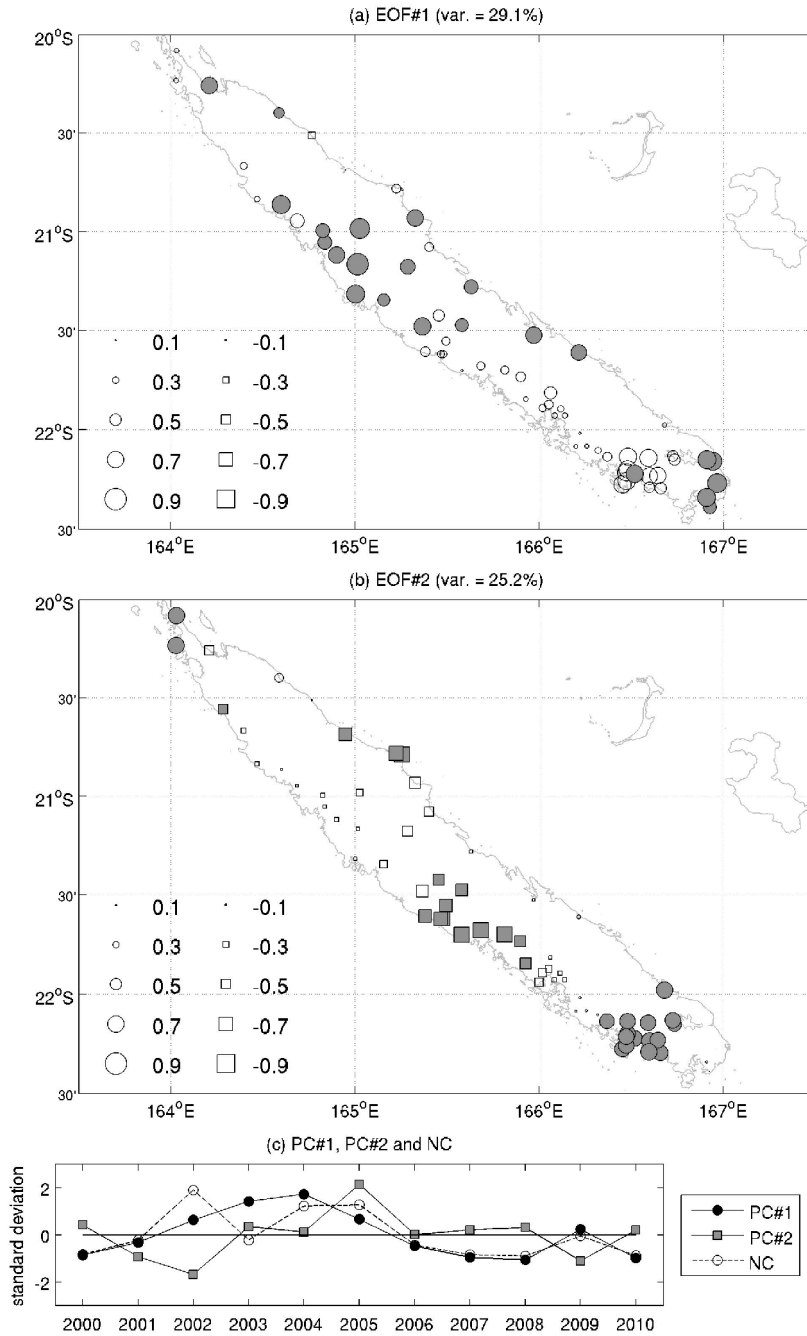 (a) EOF#1 (var. = 29.1%)
20°S
30'
21°S
30'
22°S
30'
0.1 -0.1
0.3 -0.3
0.5 -0.5
0.7 -0.7
0.9 -0.9
164°E 165°E 166°E 167°E
(b) EOF#2 (var. = 25.2%)
20°S
30'
21°S
30'
22°S
30'
0.1 -0.1
0.3 -0.3
0.5 -0.5
0.7 -0.7
0.9 -0.9
164°E 165°E 166°E 167°E
(c) PC#1, PC#2 and NC
standard deviation
2
0
-2
2000 2001 2002 2003 2004 2005 2006 2007 2008 2009 2010
PC#1
PC#2
NC